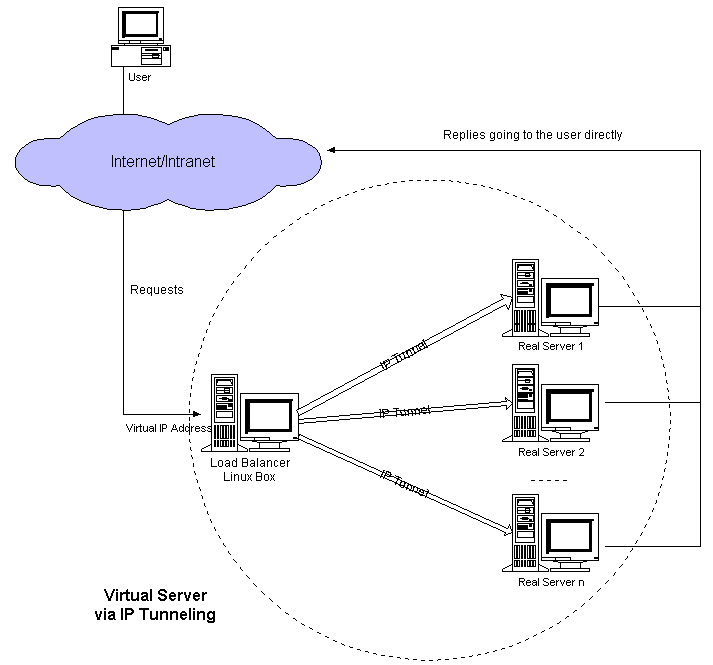 User
Replies going to the user directly
Internet/Intranet
Requests
IP Tunnel
Real Server 1
IP Tunnel
Virtual IP Address
Real Server 2
Load Balancer
Linux Box
IP Tunnel
Real Server n
Virtual Server
via IP Tunneling